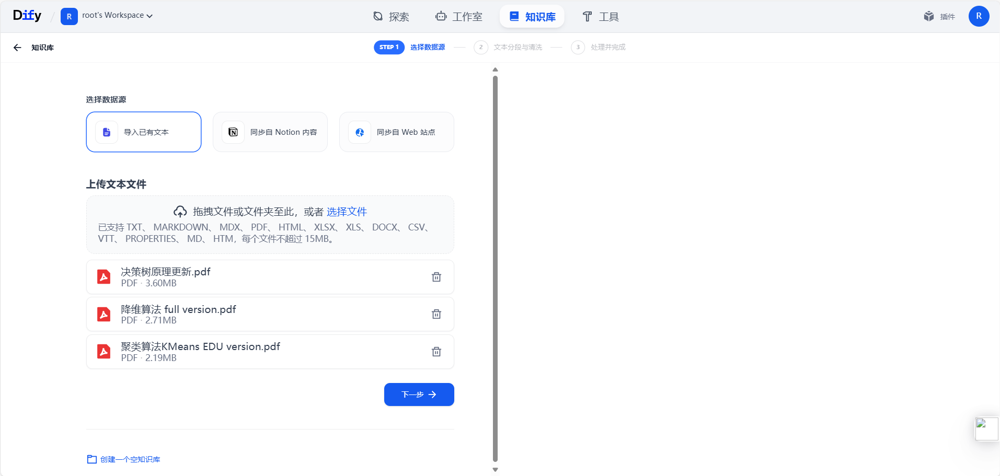 Dify / R root's Workspace
探索
工作室
知识库
工具
插件
R
知识库
STEP 1 选择数据源
2 文本分段与清洗
3 处理并完成
选择数据源
导入已有文本
同步自 Notion 内容
同步自 Web 站点
上传文本文件
拖拽文件或文件夹至此，或者 选择文件
已支持 TXT、 MARKDOWN、 MDX、 PDF、 HTML、 XLSX、 XLS、 DOCX、 CSV、
VTT、 PROPERTIES、 MD、 HTM，每个文件不超过 15MB。
决策树原理更新.pdf
PDF · 3.60MB
降维算法 full version.pdf
PDF · 2.71MB
聚类算法KMeans EDU version.pdf
PDF · 2.19MB
下一步
创建一个空知识库